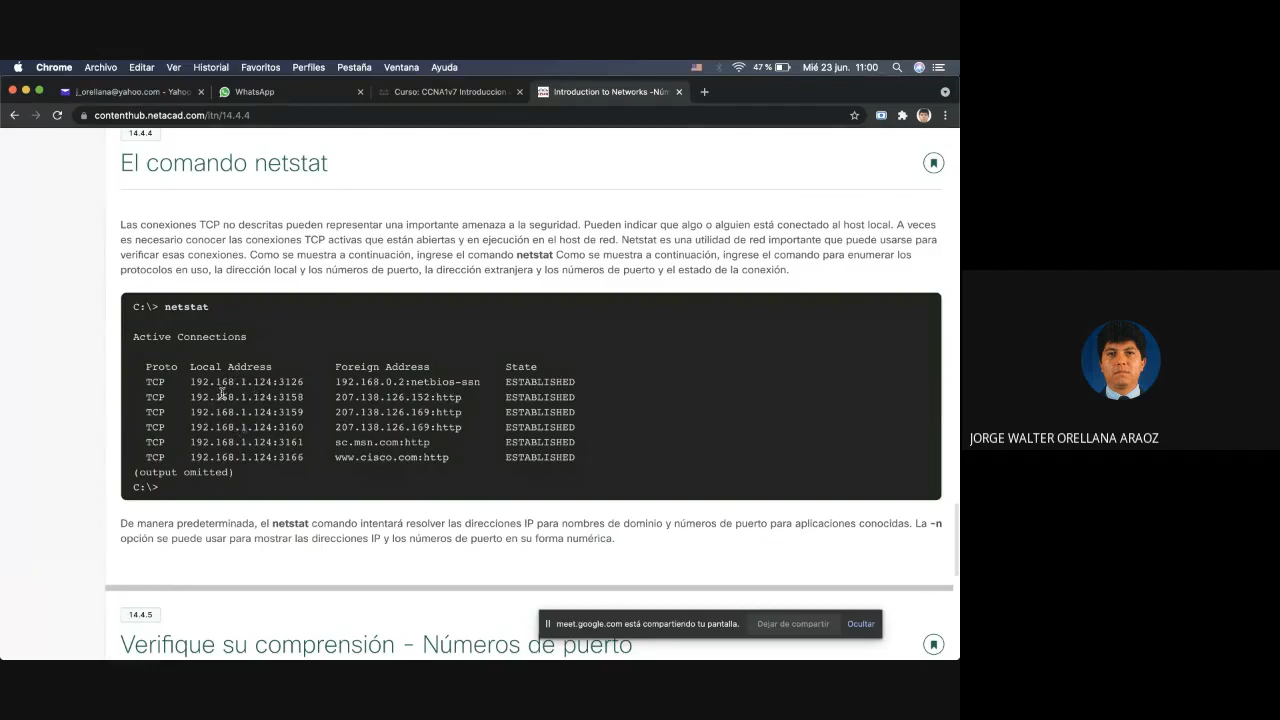 Chrome Archivo Editar Ver Historial Favoritos Perfiles Pestaña Ventana Ayuda 47 % Mié 23 jun. 11:00
j_orellana@yahoo.com - Yahoo WhatsApp Curso: CCNA1v7 Introduccion Introduction to Networks -Núm
contenthub.netacad.com/itn/14.4.4
14.4.4
El comando netstat
Las conexiones TCP no descritas pueden representar una importante amenaza a la seguridad. Pueden indicar que algo o alguien está conectado al host local. A veces
es necesario conocer las conexiones TCP activas que están abiertas y en ejecución en el host de red. Netstat es una utilidad de red importante que puede usarse para
verificar esas conexiones. Como se muestra a continuación, ingrese el comando netstat Como se muestra a continuación, ingrese el comando para enumerar los
protocolos en uso, la dirección local y los números de puerto, la dirección extranjera y los números de puerto y el estado de la conexión.
C:\> netstat
Active Connections
Proto Local Address Foreign Address State
TCP 192.168.1.124:3126 192.168.0.2:netbios-ssn ESTABLISHED
TCP 192.168.1.124:3158 207.138.126.152:http ESTABLISHED
TCP 192.168.1.124:3159 207.138.126.169:http ESTABLISHED
TCP 192.168.1.124:3160 207.138.126.169:http ESTABLISHED
TCP 192.168.1.124:3161 sc.msn.com:http ESTABLISHED
TCP 192.168.1.124:3166 www.cisco.com:http ESTABLISHED
(output omitted)
C:\>
De manera predeterminada, el netstat comando intentará resolver las direcciones IP para nombres de dominio y números de puerto para aplicaciones conocidas. La -n
opción se puede usar para mostrar las direcciones IP y los números de puerto en su forma numérica.
14.4.5
Verifique su comprensión - Números de puerto
meet.google.com está compartiendo tu pantalla. Dejar de compartir Ocultar
JORGE WALTER ORELLANA ARAOZ